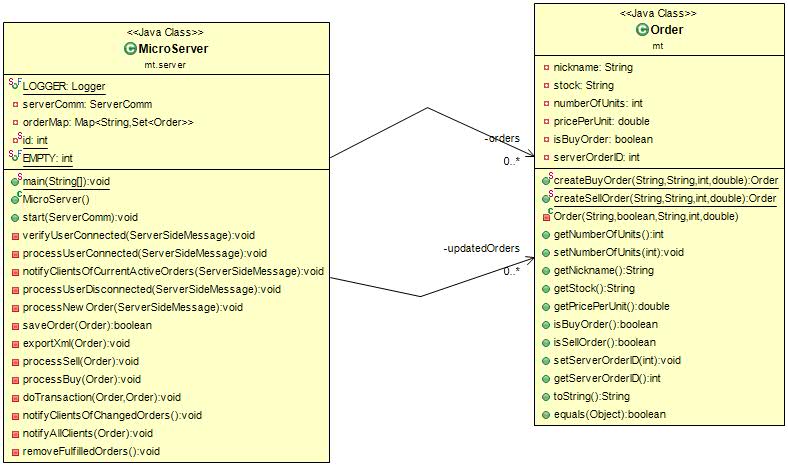 <<Java Class>>
MicroServer
mt.server
LOGGER: Logger
serverComm: ServerComm
orderMap: Map<String,Set<Order>>
id: int
EMPTY: int
main(String[]):void
MicroServer()
start(ServerComm):void
verifyUserConnected(ServerSideMessage):void
processUserConnected(ServerSideMessage):void
notifyClientsOfCurrentActiveOrders(ServerSideMessage):void
processUserDisconnected(ServerSideMessage):void
processNewOrder(ServerSideMessage):void
saveOrder(Order):boolean
exportXml(Order):void
processSell(Order):void
processBuy(Order):void
doTransaction(Order,Order):void
notifyClientsOfChangedOrders():void
notifyAllClients(Order):void
removeFulfilledOrders():void
-orders
0..*
-updatedOrders
0..*
<<Java Class>>
Order
mt
nickname: String
stock: String
numberOfUnits: int
pricePerUnit: double
isBuyOrder: boolean
serverOrderID: int
createBuyOrder(String,String,int,double):Order
createSellOrder(String,String,int,double):Order
Order(String,boolean,String,int,double)
getNumberOfUnits():int
setNumberOfUnits(int):void
getNickname():String
getStock():String
getPricePerUnit():double
isBuyOrder():boolean
isSellOrder():boolean
setServerOrderID(int):void
getServerOrderID():int
toString():String
equals(Object):boolean